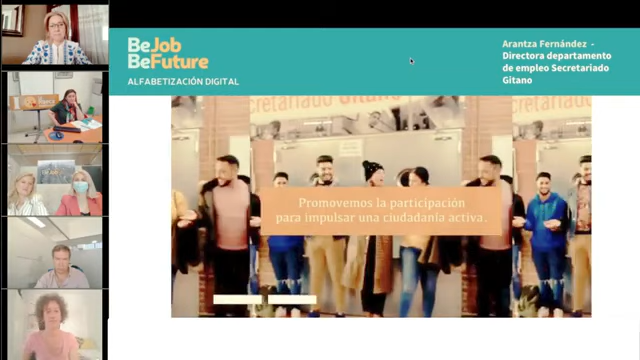 BeJob
BeFuture
ALFABETIZACIÓN DIGITAL
Arantza Fernández -
Directora departamento
de empleo Secretariado
Gitano
Promovemos la participación
para impulsar una ciudadanía activa.